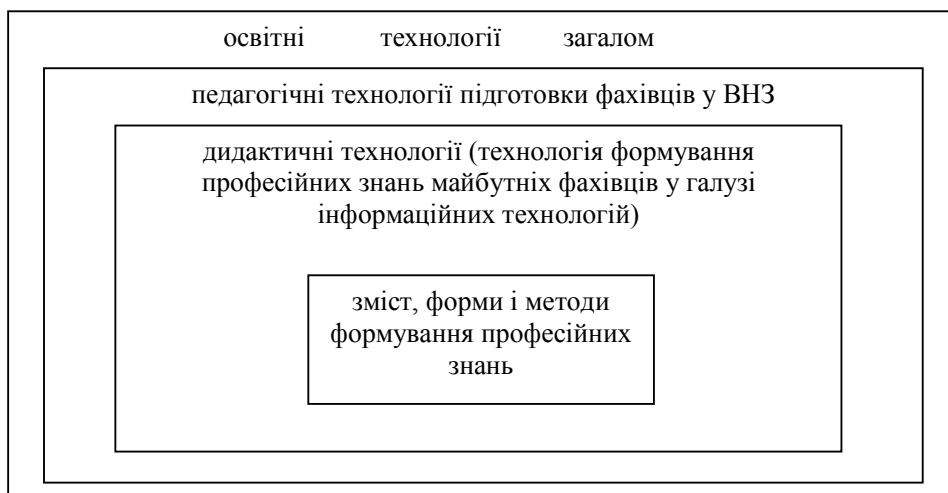 освітні технології загалом
педагогічні технології підготовки фахівців у ВНЗ
дидактичні технології (технологія формування
професійних знань майбутніх фахівців у галузі
інформаційних технологій)
зміст, форми і методи
формування професійних
знань